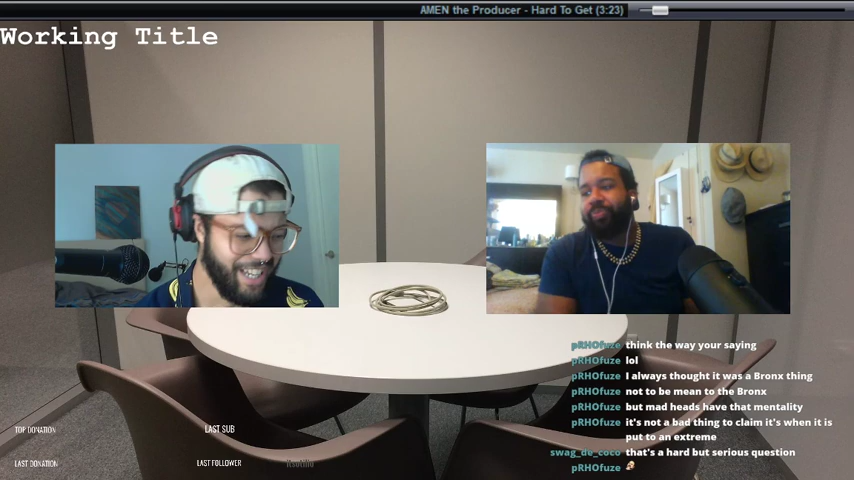 AMEN the Producer - Hard To Get (3:23)
Working Title
pRHOfuze think the way your saying
pRHOfuze lol
pRHOfuze I always thought it was a Bronx thing
pRHOfuze not to be mean to the Bronx
pRHOfuze but mad heads have that mentality
pRHOfuze it's not a bad thing to claim it's when it is
put to an extreme
swag_de_coco that's a hard but serious question
pRHOfuze
TOP DONATION
LAST SUB
LAST DONATION
LAST FOLLOWER